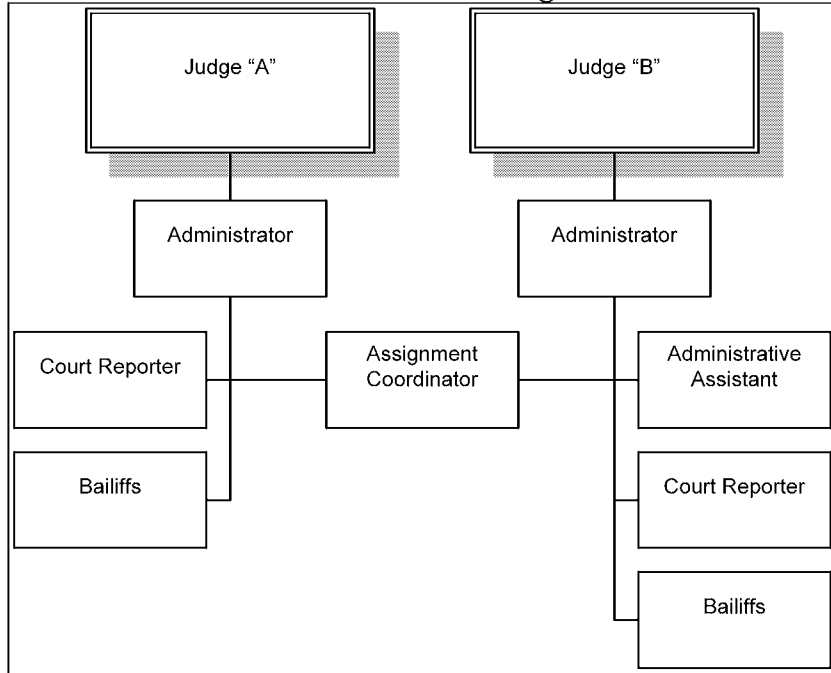 Judge “A”
Judge “B”
Administrator
Administrator
Court Reporter
Assignment
Coordinator
Administrative
Assistant
Bailiffs
Court Reporter
Bailiffs